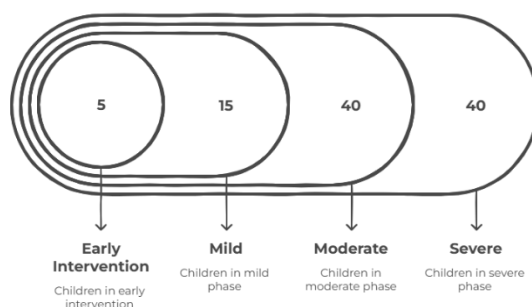 5 15 40 40
Early Intervention
Children in early
intervention
Mild
Children in mild
phase
Moderate
Children in
moderate phase
Severe
Children in severe
phase